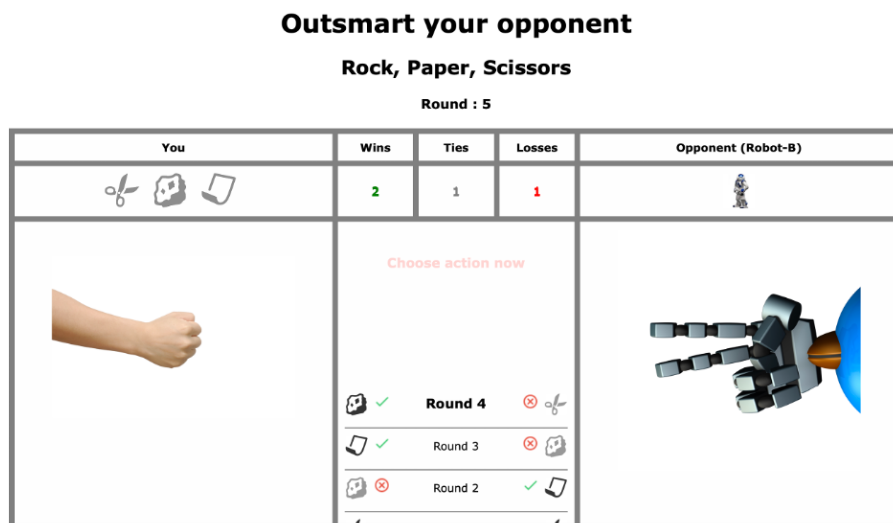 Outsmart your opponent
Rock, Paper, Scissors
Round : 5
You Wins Ties Losses Opponent (Robot-B)
2 1 1
Choose action now
Round 4
Round 3
Round 2